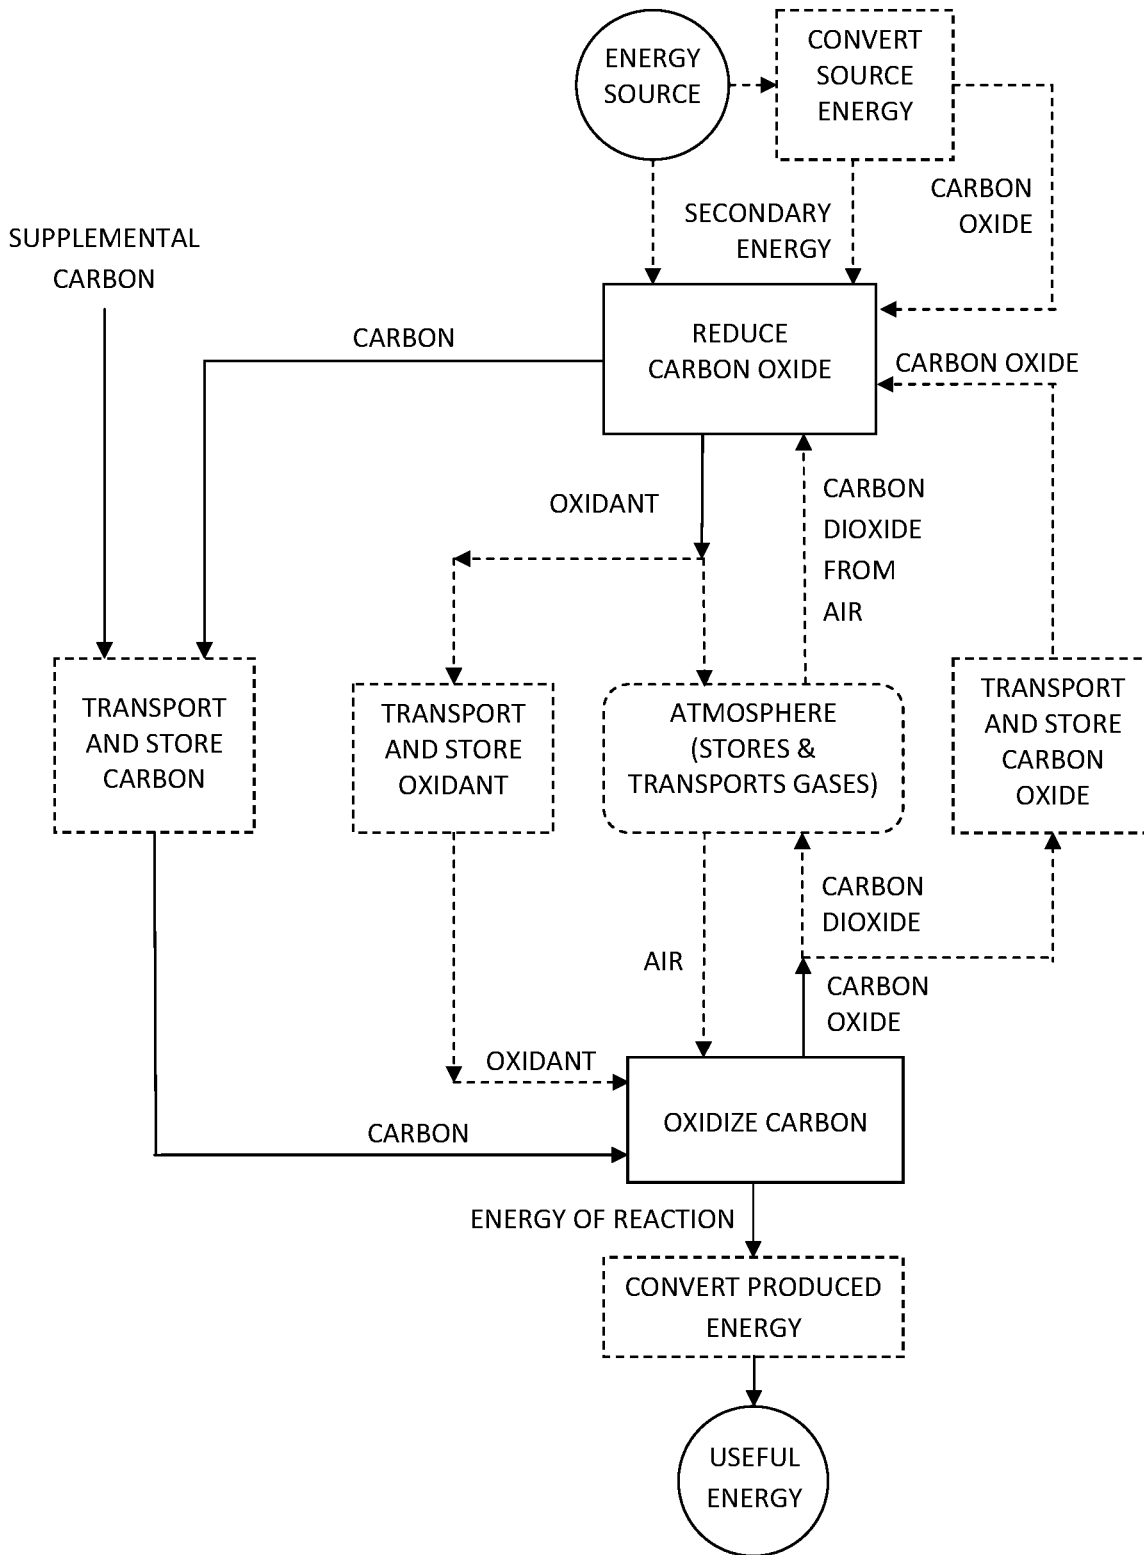 ENERGY
SOURCE
CONVERT
SOURCE
ENERGY
SECONDARY
ENERGY
CARBON
OXIDE
SUPPLEMENTAL
CARBON
CARBON
REDUCE
CARBON OXIDE
CARBON OXIDE
OXIDANT
CARBON
DIOXIDE
FROM
AIR
TRANSPORT
AND STORE
CARBON
TRANSPORT
AND STORE
OXIDANT
ATMOSPHERE
(STORES &
TRANSPORTS GASES)
TRANSPORT
AND STORE
CARBON
OXIDE
CARBON
DIOXIDE
AIR
CARBON
OXIDE
OXIDANT
CARBON
OXIDIZE CARBON
ENERGY OF REACTION
CONVERT PRODUCED
ENERGY
USEFUL
ENERGY